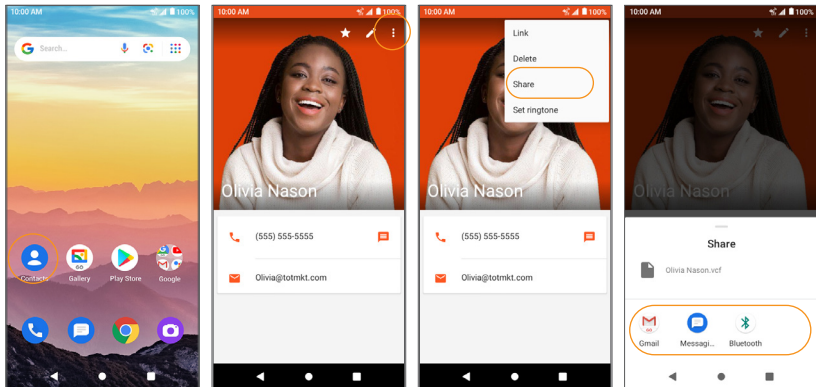 10:00 AM
100%
Search...
Contacts
Gallery
Play Store
Google
10:00 AM
100%
Olivia Nason
(555) 555-5555
Olivia@totmkt.com
10:00 AM
100%
Link
Delete
Share
Set ringtone
Olivia Nason
(555) 555-5555
Olivia@totmkt.com
10:00 AM
100%
Olivia Nason
Share
Olivia Nason.vcf
Gmail
Messagi...
Bluetooth